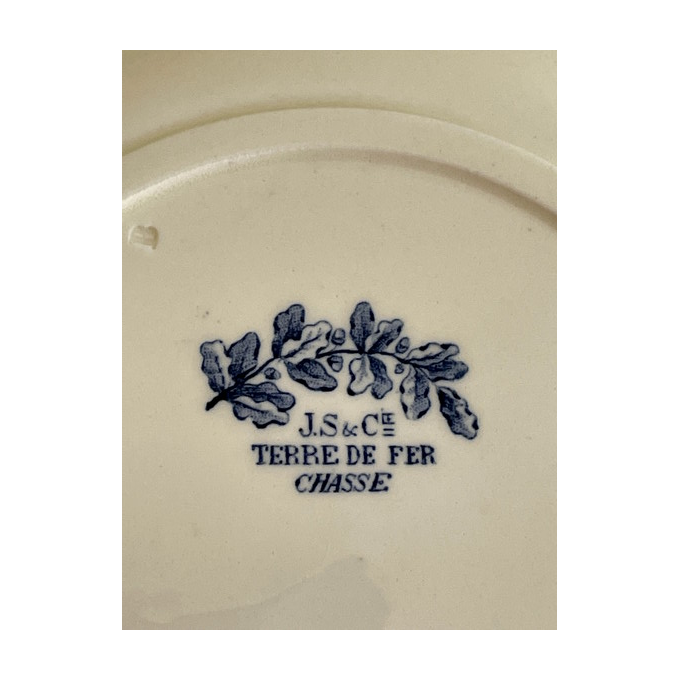 J.S & Cie
TERRE DE FER
CHASSE